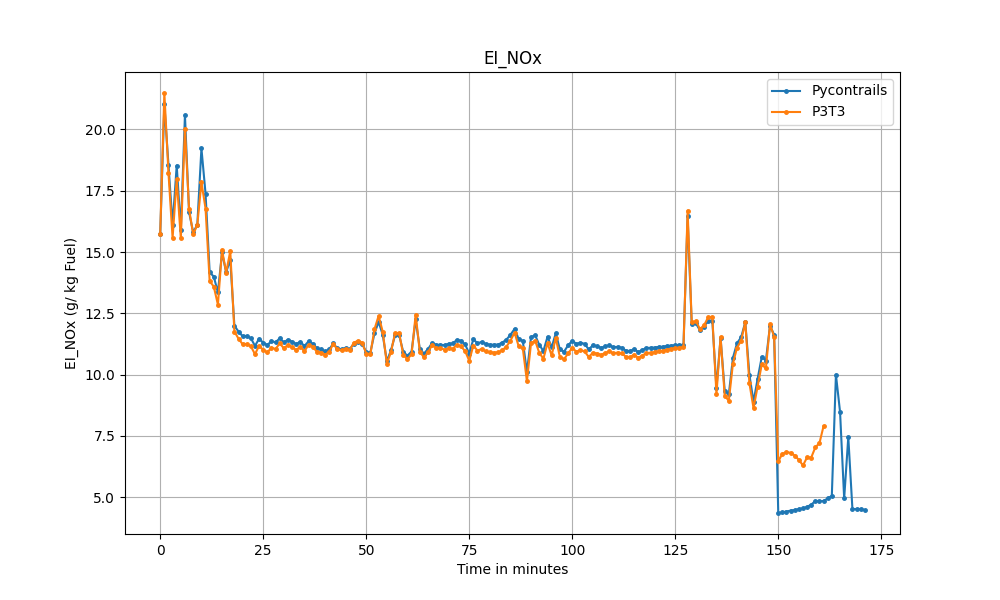 EI_NOx
Pycontrails
P3T3
EI_NOx (g/ kg Fuel)
20.0
17.5
15.0
12.5
10.0
7.5
5.0
0 25 50 75 100 125 150 175
Time in minutes